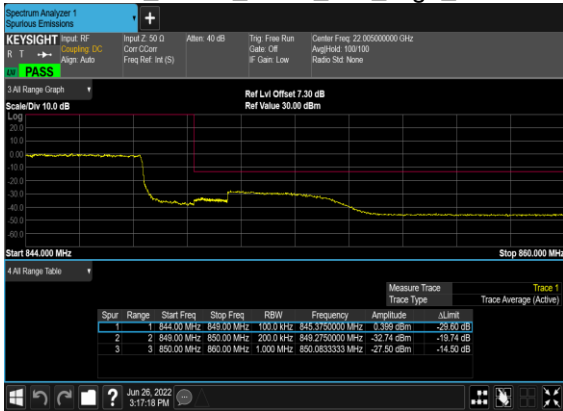 Spectrum Analyzer 1
Spurious Emissions
+
KEYSIGHT Input: RF Input Z: 50 Ω Atten: 40 dB Trig: Free Run Center Freq: 22.005000000 GHz
R T Coupling: DC Corr CCorr Gate: Off Avg|Hold: 100/100
Align: Auto Freq Ref: Int (S) IF Gain: Low Radio Std: None
PASS
3 All Range Graph
Ref Lvl Offset 7.30 dB
Scale/Div 10.0 dB Ref Value 30.00 dBm
Log
20.0
10.0
0.00
-10.0
-20.0
-30.0
-40.0
-50.0
-60.0
Start 844.000 MHz Stop 860.000 MHz
4 All Range Table
Measure Trace Trace 1
Trace Type Trace Average (Active)
Spur Range Start Freq Stop Freq RBW Frequency Amplitude ΔLimit
1 1 844.00 MHz 849.00 MHz 100.0 kHz 845.3750000 MHz 0.399 dBm -29.60 dB
2 2 849.00 MHz 850.00 MHz 200.0 kHz 849.2750000 MHz -32.74 dBm -19.74 dB
3 3 850.00 MHz 860.00 MHz 1.000 MHz 850.0833333 MHz -27.50 dBm -14.50 dB
? Jun 26, 2022
3:17:18 PM